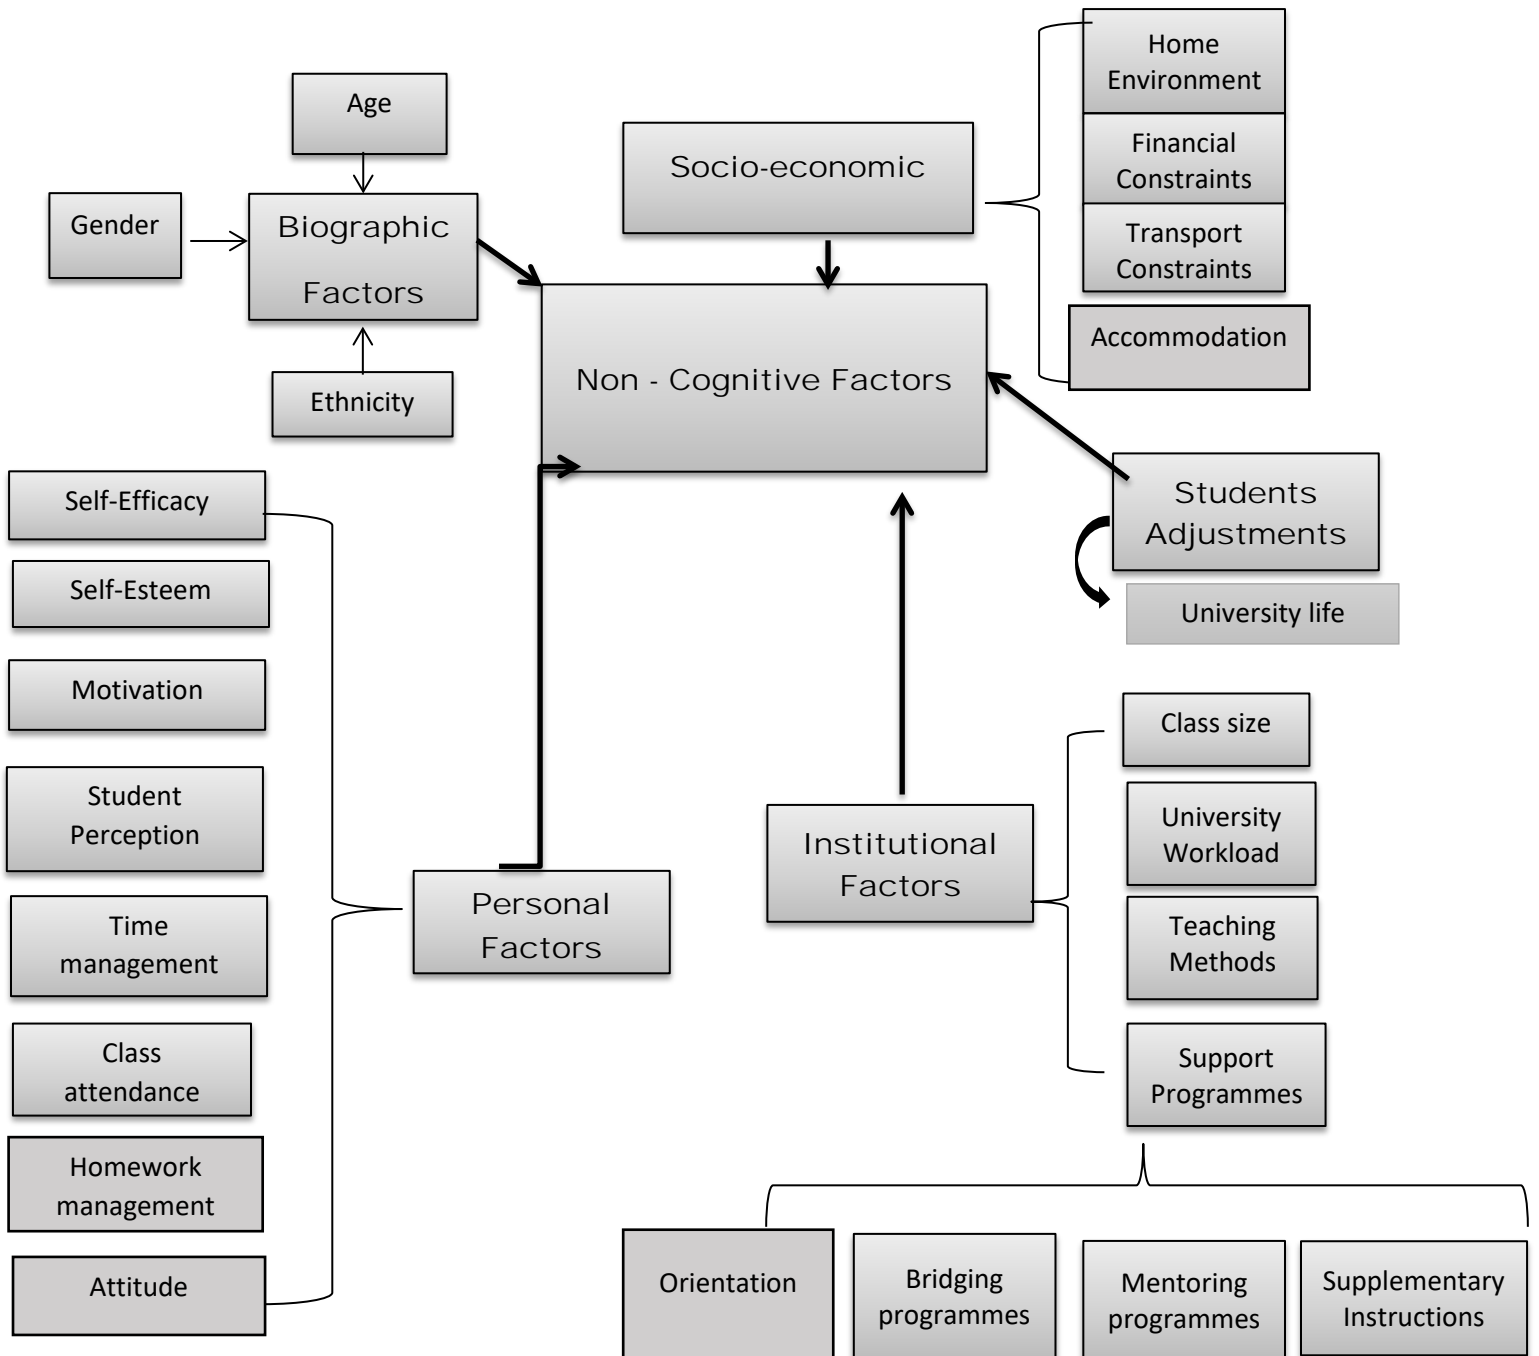 Home
Environment
Age
Financial
Constraints
Socio-economic
Gender
Biographic
Factors
Transport
Constraints
Accommodation
Non - Cognitive Factors
Ethnicity
Self-Efficacy
Students
Adjustments
Self-Esteem
University life
Motivation
Class size
Student
Perception
University
Workload
Institutional
Factors
Personal
Factors
Time
management
Teaching
Methods
Class
attendance
Support
Programmes
Homework
management
Attitude
Orientation
Bridging
programmes
Mentoring
programmes
Supplementary
Instructions